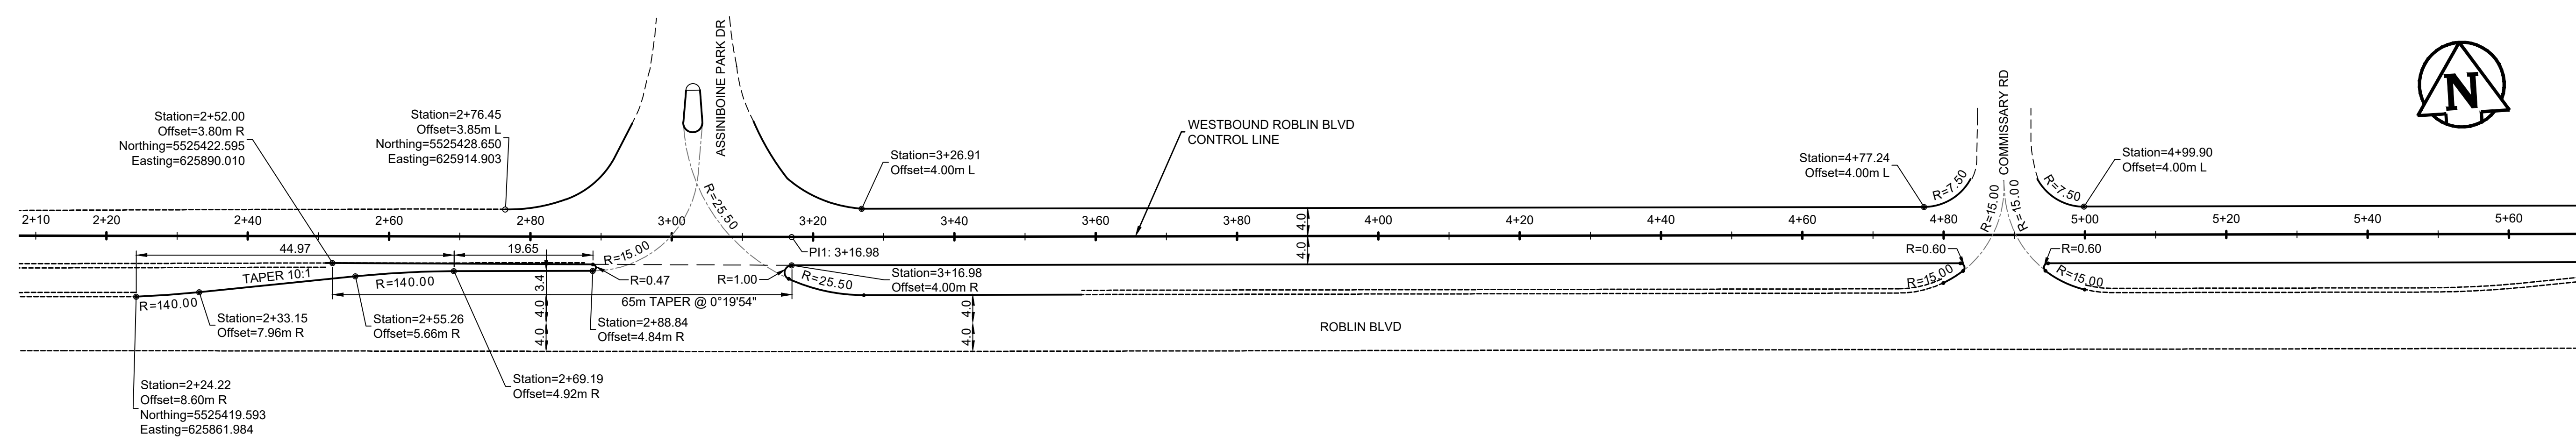 Station=2+52.00
Offset=3.80m R
Northing=5525422.595
Easting=625890.010
Station=2+76.45
Offset=3.85m L
Northing=5525428.650
Easting=625914.903
ASSINIBOINE PARK DR
R=25.50
Station=3+26.91
Offset=4.00m L
WESTBOUND ROBLIN BLVD
CONTROL LINE
Station=4+77.24
Offset=4.00m L
R=7.50
COMMISSARY RD
R=15.00
R=15.00
R=7.50
Station=4+99.90
Offset=4.00m L
N
2+10
2+20
2+40
2+60
2+80
3+00
3+20
3+40
3+60
3+80
4+00
4+20
4+40
4+60
4+80
5+00
5+20
5+40
5+60
4.0
4.0
44.97
19.65
R=15.00
PI1: 3+16.98
R=0.60
R=0.60
TAPER 10:1
R=140.00
R=140.00
3.4
4.0
4.0
R=0.47
R=1.00
R=25.50
Station=3+16.98
Offset=4.00m R
65m TAPER @ 0°19'54"
R=15.00
R=15.00
Station=2+33.15
Offset=7.96m R
Station=2+55.26
Offset=5.66m R
Station=2+88.84
Offset=4.84m R
4.0
4.0
ROBLIN BLVD
Station=2+24.22
Offset=8.60m R
Northing=5525419.593
Easting=625861.984
Station=2+69.19
Offset=4.92m R